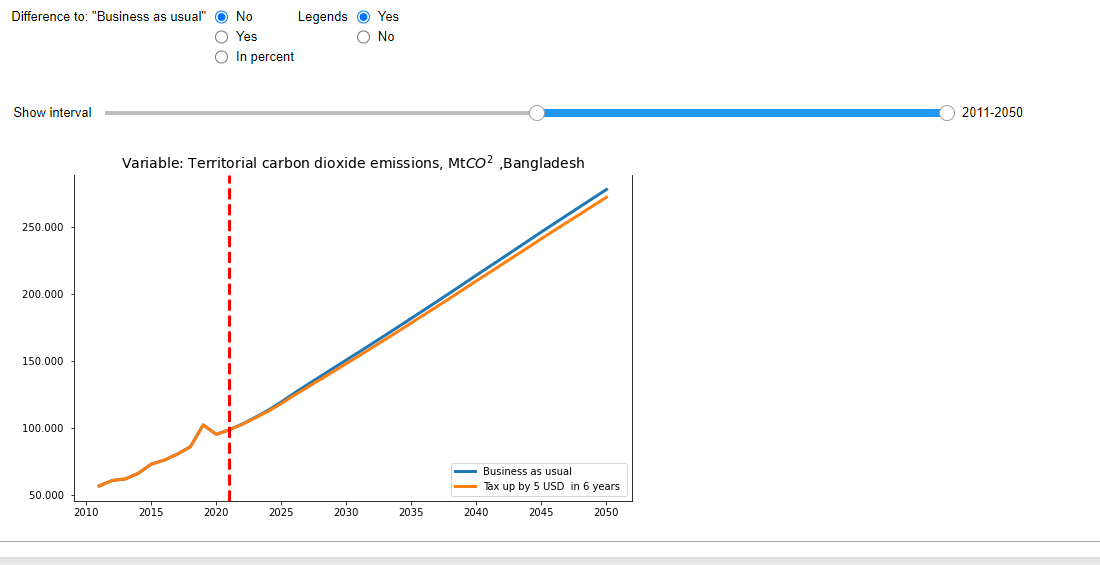 Difference to: "Business as usual" No Legends Yes
Yes No
In percent
Show interval 2011-2050
Variable: Territorial carbon dioxide emissions, MtCO² ,Bangladesh
250.000
200.000
150.000
100.000
50.000
Business as usual
Tax up by 5 USD  in 6 years
2010 2015 2020 2025 2030 2035 2040 2045 2050